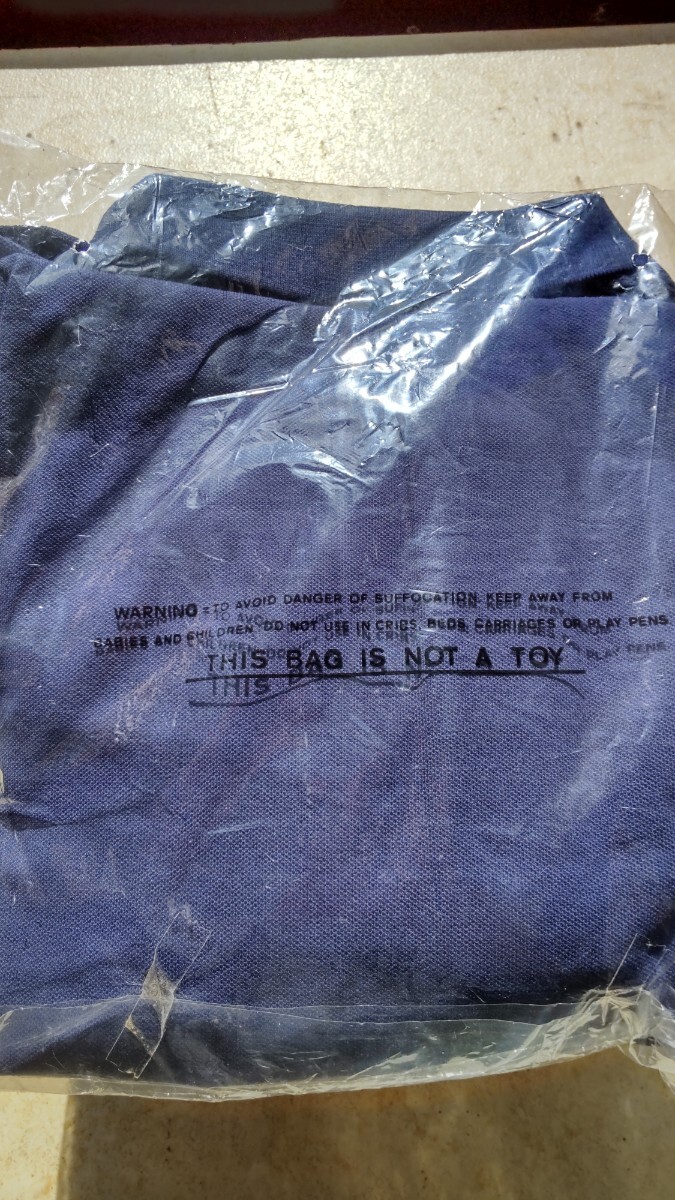 WARNING = TO AVOID DANGER OF SUFFOCATION. KEEP AWAY FROM
BABIES AND CHILDREN. DO NOT USE IN CRIBS. BEDS. CARRIAGES OR PLAY PENS.
THIS BAG IS NOT A TOY